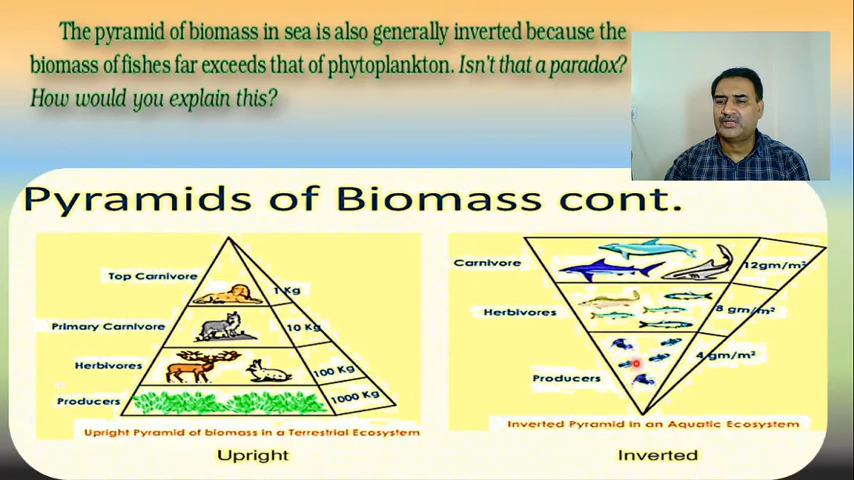 The pyramid of biomass in sea is also generally inverted because the
biomass of fishes far exceeds that of phytoplankton. Isn't that a paradox?
How would you explain this?
Pyramids of Biomass cont.
Top Carnivore
1 Kg
Primary Carnivore
10 Kg
Herbivores
100 Kg
Producers
1000 Kg
Upright Pyramid of biomass in a Terrestrial Ecosystem
Upright
Carnivore
12gm/m²
Herbivores
8 gm/m²
Producers
4 gm/m²
Inverted Pyramid in an Aquatic Ecosystem
Inverted